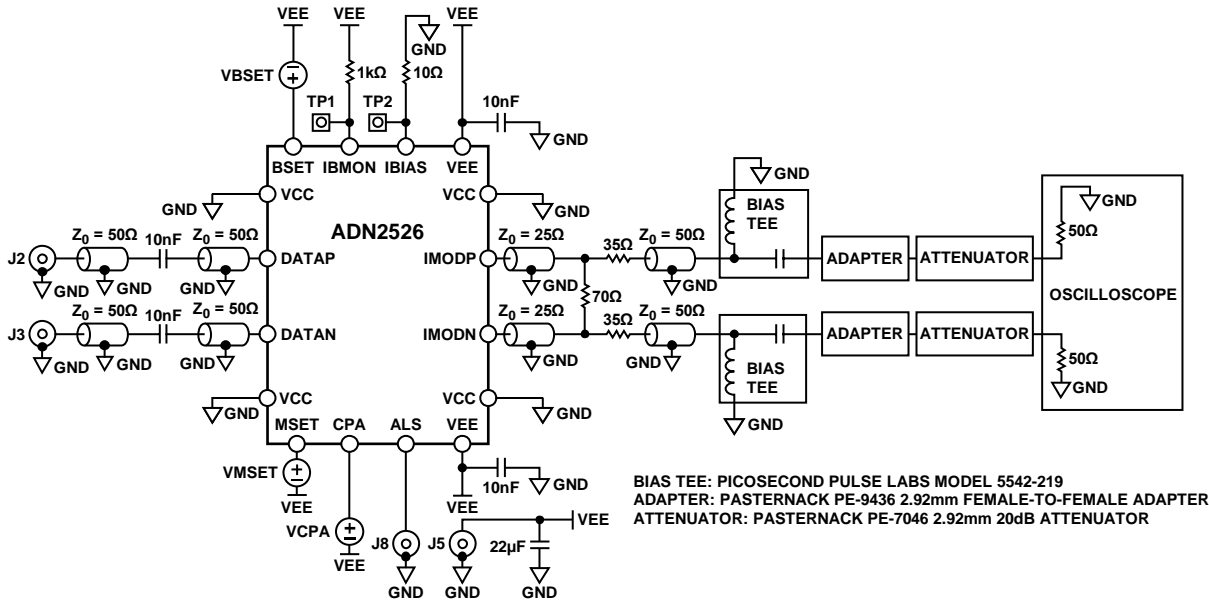 VEE
VEE
VEE
GND
VBSET
1kΩ
10Ω
TP1
TP2
10nF
GND
BSET
IBMON
IBIAS
VEE
GND
VCC
VCC
GND
GND
BIAS
TEE
GND
ADN2526
Z0 = 50Ω
10nF
Z0 = 50Ω
Z0 = 25Ω
35Ω
Z0 = 50Ω
50Ω
J2
DATAP
IMODP
ADAPTER
ATTENUATOR
GND
GND
GND
GND
GND
70Ω
OSCILLOSCOPE
Z0 = 50Ω
10nF
Z0 = 50Ω
Z0 = 25Ω
35Ω
Z0 = 50Ω
J3
DATAN
IMODN
ADAPTER
ATTENUATOR
GND
GND
GND
GND
GND
50Ω
GND
BIAS
TEE
GND
VCC
VCC
GND
GND
MSET
CPA
ALS
VEE
VMSET
VEE
10nF
GND
VEE
VCPA
VEE
J8
J5
22µF
VEE
GND
GND
GND
BIAS TEE: PICOSECOND PULSE LABS MODEL 5542-219
ADAPTER: PASTERNACK PE-9436 2.92mm FEMALE-TO-FEMALE ADAPTER
ATTENUATOR: PASTERNACK PE-7046 2.92mm 20dB ATTENUATOR